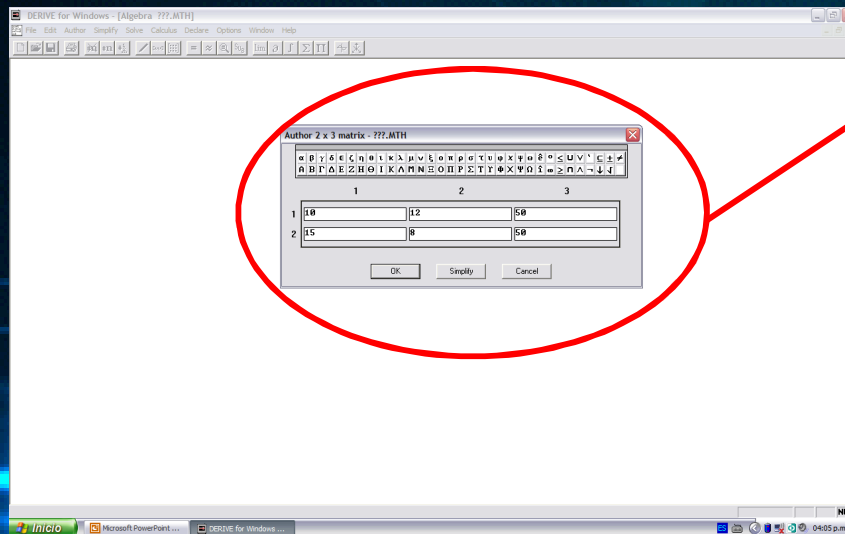 DERIVE for Windows - [Algebra ???.MTH]
File Edit Author Simplify Solve Calculus Declare Options Window Help
Author 2 x 3 matrix - ???.MTH
α β γ δ ε ζ η θ ι κ λ μ ν ξ ο π ρ σ τ υ φ χ ψ ω ê º ≤ ∪ ∨ ‵ ⊆ ± ≠
Α Β Γ Δ Ε Ζ Η Θ Ι Κ Λ Μ Ν Ξ Ο Π Ρ Σ Τ Υ Φ Χ Ψ Ω î ∞ ≥ ∩ ∧ ¬ ↓ √
1 2 3
1 10 12 50
2 15 8 50
OK Simplify Cancel
Inicio Microsoft PowerPoint ... DERIVE for Windows ... ES 04:05 p.m.